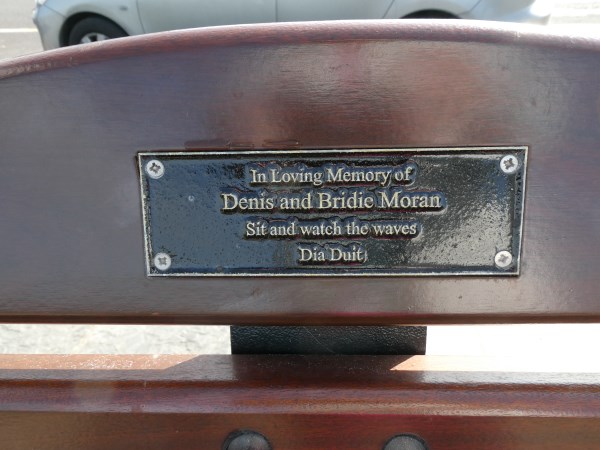 In Loving Memory of
Denis and Bridie Moran
Sit and watch the waves
Dia Duit